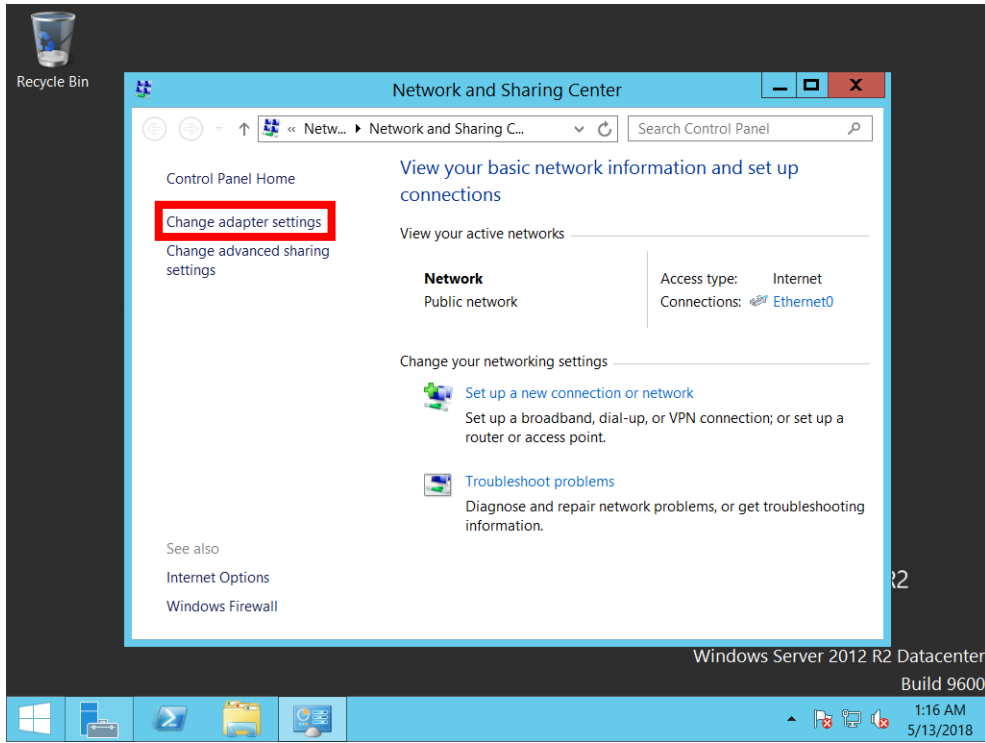 Recycle Bin
Network and Sharing Center
« Netw... Network and Sharing C...
Search Control Panel
Control Panel Home
Change adapter settings
Change advanced sharing
settings
See also
Internet Options
Windows Firewall
View your basic network information and set up
connections
View your active networks
Network
Public network
Access type: Internet
Connections: Ethernet0
Change your networking settings
Set up a new connection or network
Set up a broadband, dial-up, or VPN connection; or set up a
router or access point.
Troubleshoot problems
Diagnose and repair network problems, or get troubleshooting
information.
R2
Windows Server 2012 R2 Datacenter
Build 9600
1:16 AM
5/13/2018